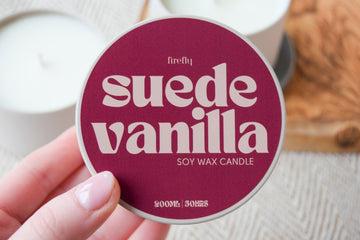 firefly
suede
vanilla
SOY WAX CANDLE
200ML | 30HRS